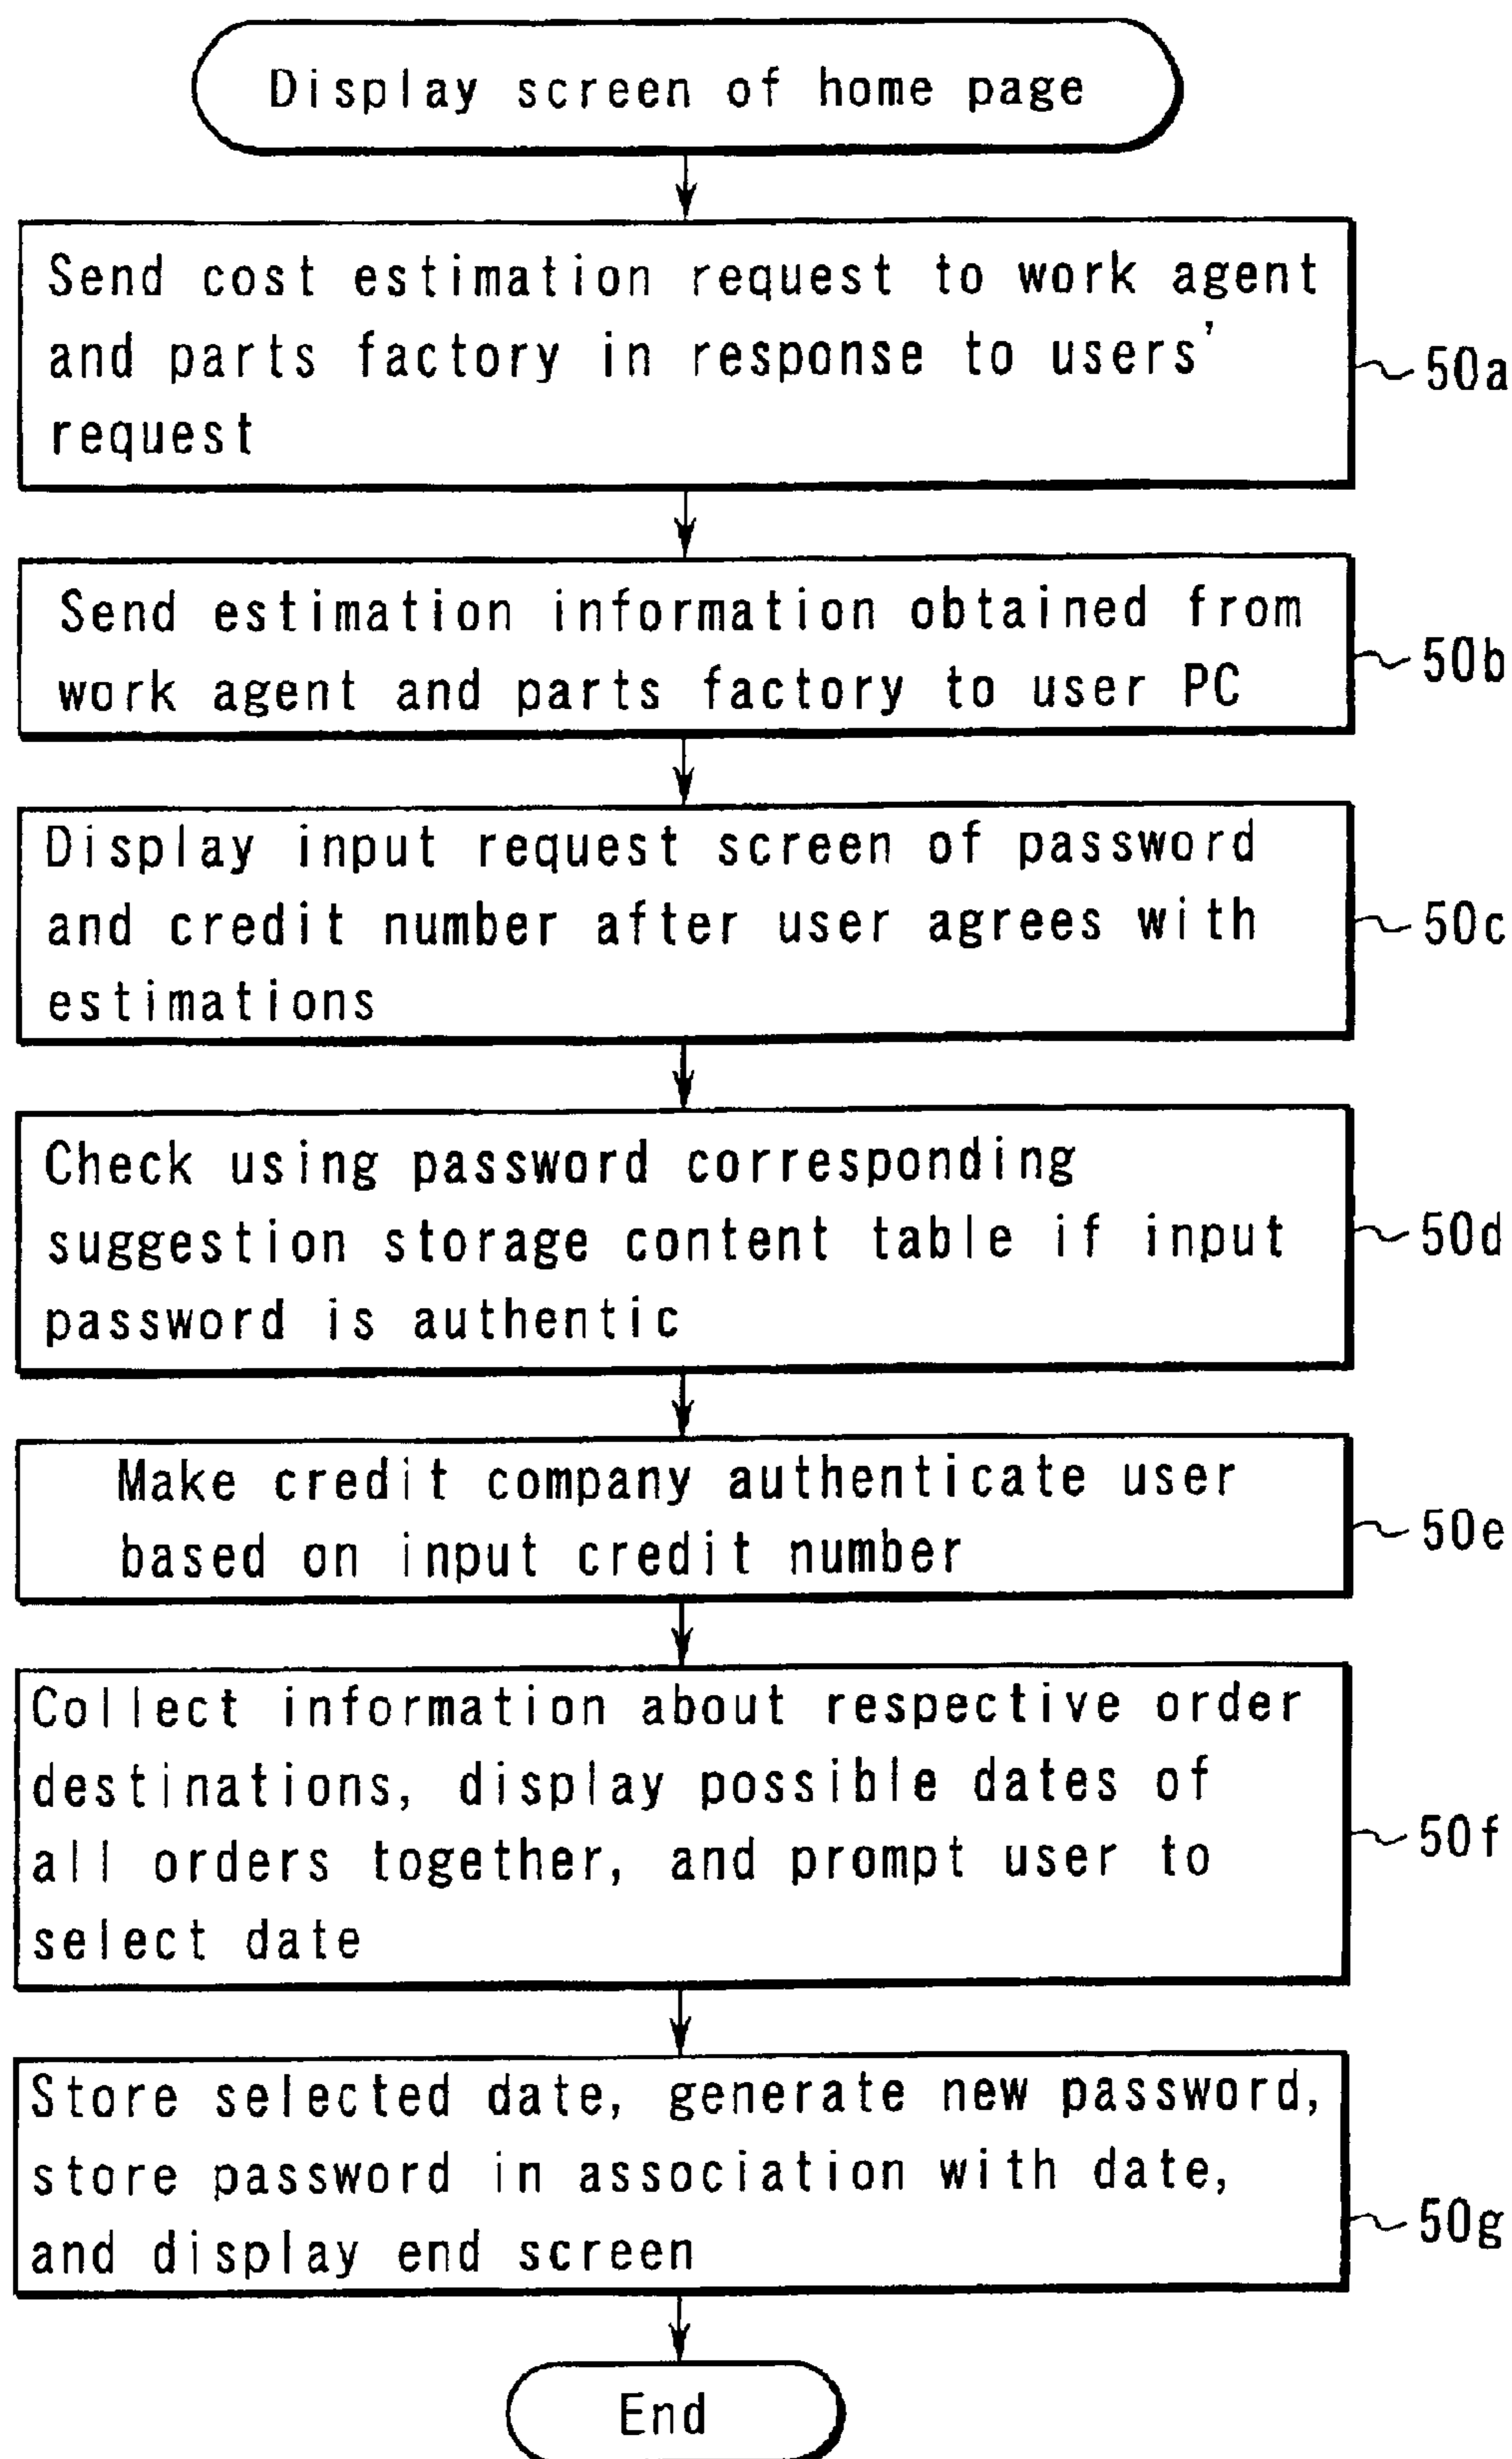 Display screen of home page
Send cost estimation request to work agent
and parts factory in response to users'
request
50a
Send estimation information obtained from
work agent and parts factory to user PC
50b
Display input request screen of password
and credit number after user agrees with
estimations
50c
Check using password corresponding
suggestion storage content table if input
password is authentic
50d
Make credit company authenticate user
based on input credit number
50e
Collect information about respective order
destinations, display possible dates of
all orders together, and prompt user to
select date
50f
Store selected date, generate new password,
store password in association with date,
and display end screen
50g
End